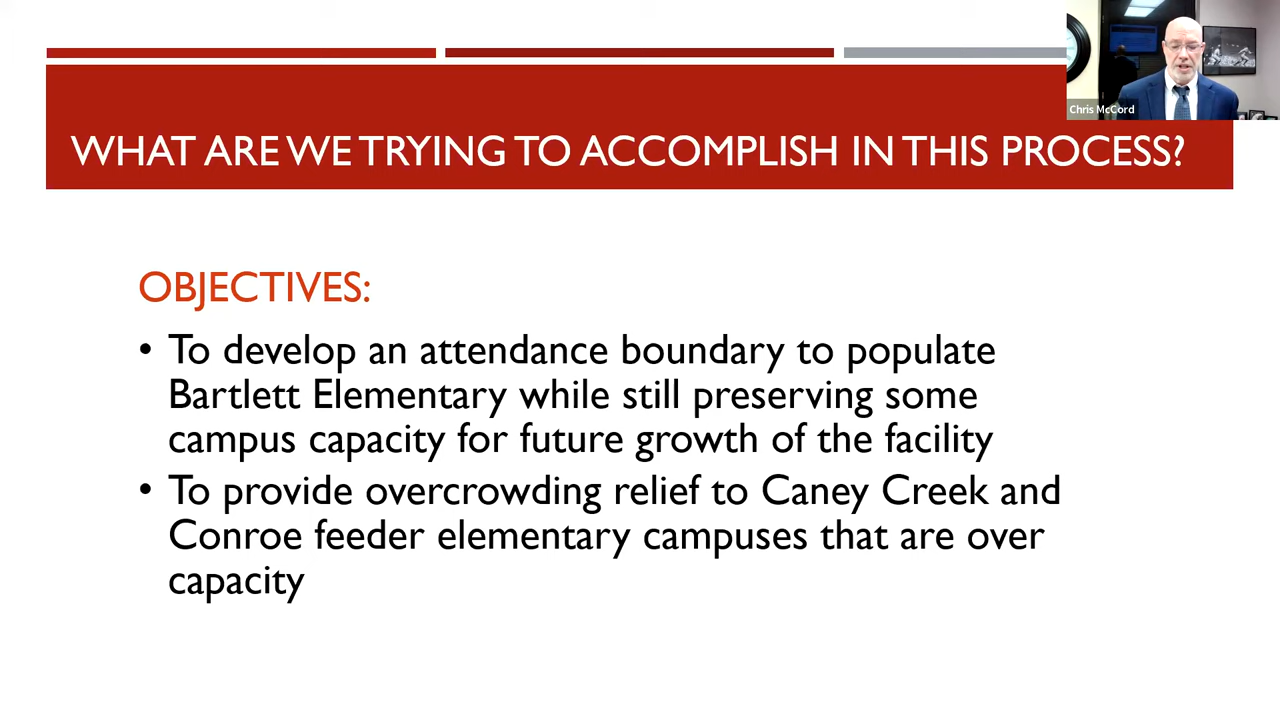 Chris McCord
WHAT ARE WE TRYING TO ACCOMPLISH IN THIS PROCESS?
OBJECTIVES:
• To develop an attendance boundary to populate
Bartlett Elementary while still preserving some
campus capacity for future growth of the facility
• To provide overcrowding relief to Caney Creek and
Conroe feeder elementary campuses that are over
capacity